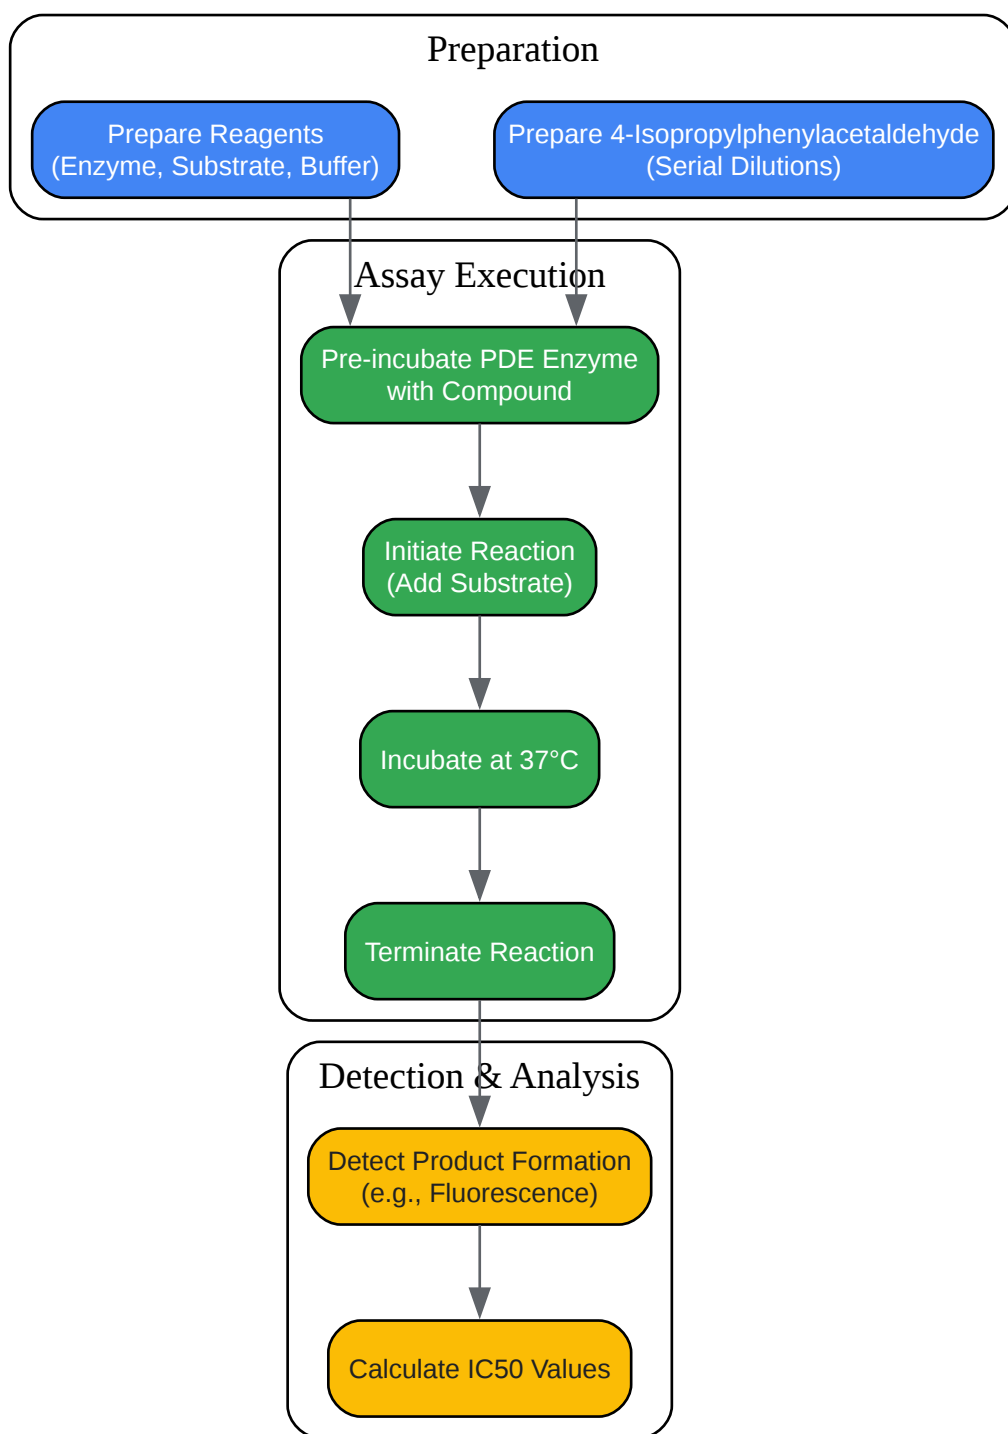 Preparation
Prepare Reagents
(Enzyme, Substrate, Buffer)
Prepare 4-Isopropylphenylacetaldehyde
(Serial Dilutions)
Assay Execution
Pre-incubate PDE Enzyme
with Compound
Initiate Reaction
(Add Substrate)
Incubate at 37°C
Terminate Reaction
Detection & Analysis
Detect Product Formation
(e.g., Fluorescence)
Calculate IC50 Values